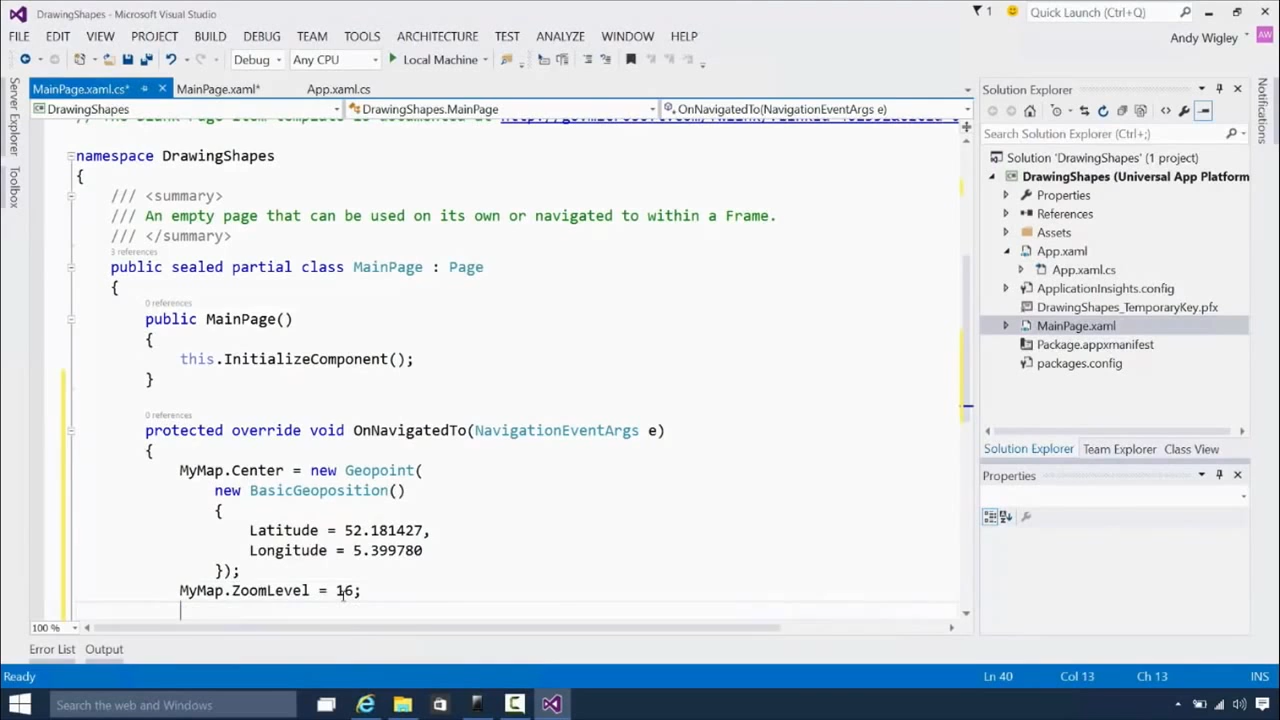 DrawingShapes - Microsoft Visual Studio
1
Quick Launch (Ctrl+Q)
FILE EDIT VIEW PROJECT BUILD DEBUG TEAM TOOLS ARCHITECTURE TEST ANALYZE WINDOW HELP
Andy Wigley AW
Debug Any CPU Local Machine
Server Explorer
Toolbox
MainPage.xaml.cs* MainPage.xaml* App.xaml.cs
DrawingShapes DrawingShapes.MainPage OnNavigatedTo(NavigationEventArgs e)
namespace DrawingShapes
{
/// <summary>
/// An empty page that can be used on its own or navigated to within a Frame.
/// </summary>
3 references
public sealed partial class MainPage : Page
{
0 references
public MainPage()
{
this.InitializeComponent();
}
0 references
protected override void OnNavigatedTo(NavigationEventArgs e)
{
MyMap.Center = new Geopoint(
new BasicGeoposition()
{
Latitude = 52.181427,
Longitude = 5.399780
});
MyMap.ZoomLevel = 16;
100 %
Solution Explorer
Search Solution Explorer (Ctrl+;)
Solution 'DrawingShapes' (1 project)
DrawingShapes (Universal App Platform
Properties
References
Assets
App.xaml
App.xaml.cs
ApplicationInsights.config
DrawingShapes_TemporaryKey.pfx
MainPage.xaml
Package.appxmanifest
packages.config
Solution Explorer Team Explorer Class View
Properties
Notifications
Error List Output
Ready Ln 40 Col 13 Ch 13 INS
Search the web and Windows